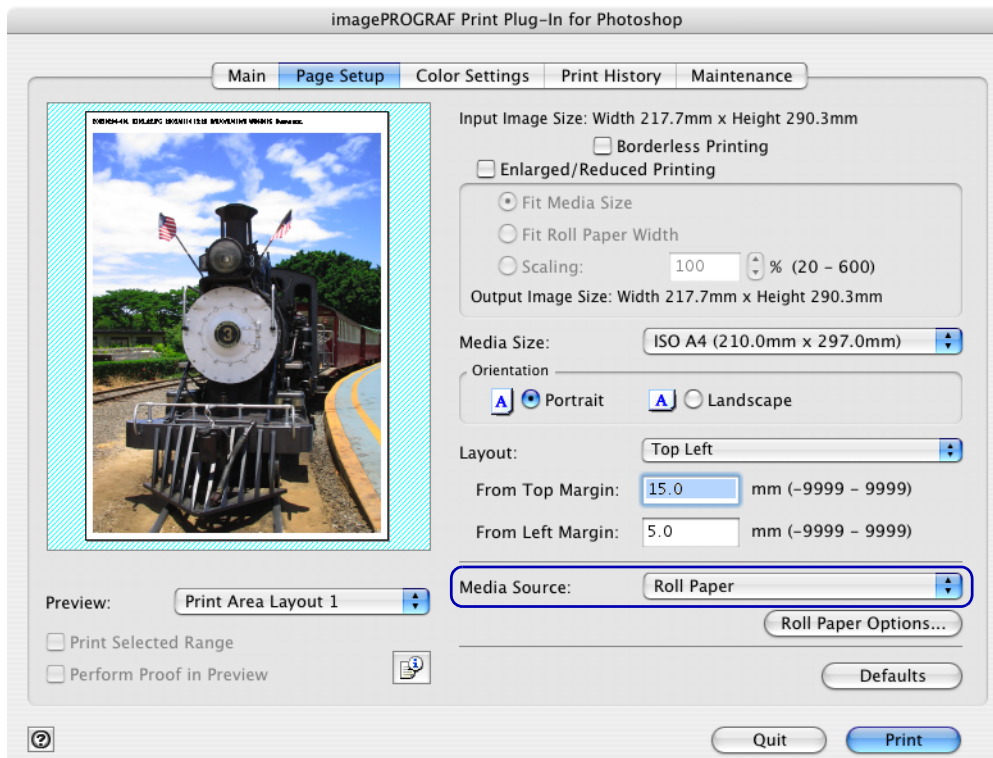 imagePROGRAF Print Plug-In for Photoshop
Main Page Setup Color Settings Print History Maintenance
Input Image Size: Width 217.7mm x Height 290.3mm
Borderless Printing
Enlarged/Reduced Printing
Fit Media Size
Fit Roll Paper Width
Scaling: 100 % (20 - 600)
Output Image Size: Width 217.7mm x Height 290.3mm
Media Size: ISO A4 (210.0mm x 297.0mm)
Orientation
A Portrait A Landscape
Layout: Top Left
From Top Margin: 15.0 mm (-9999 - 9999)
From Left Margin: 5.0 mm (-9999 - 9999)
Media Source: Roll Paper
Roll Paper Options...
Defaults
3
Preview: Print Area Layout 1
Print Selected Range
Perform Proof in Preview
?
Quit Print